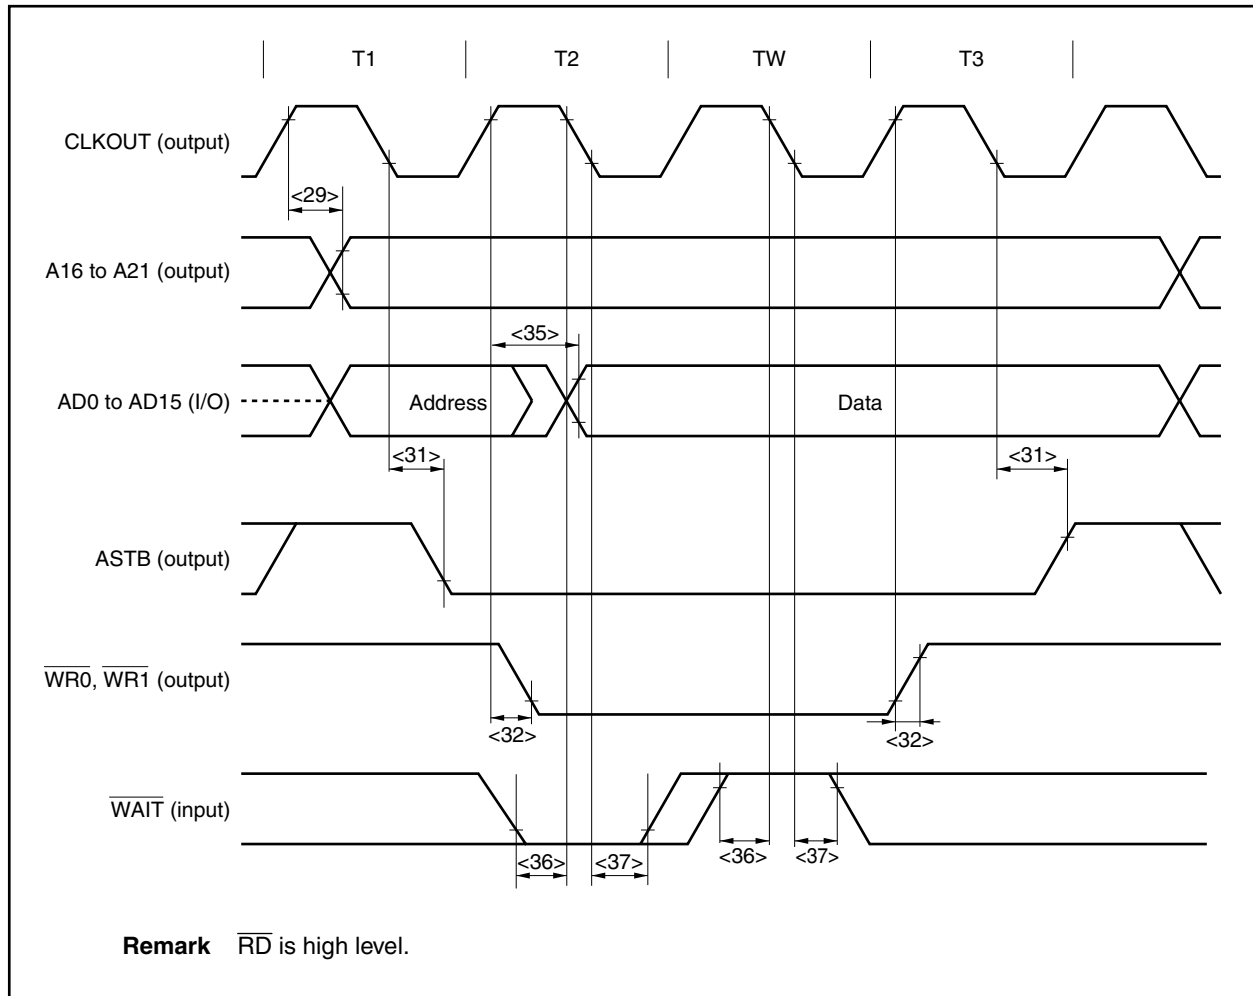 T1 T2 TW T3
CLKOUT (output)
<29>
A16 to A21 (output)
<35>
AD0 to AD15 (I/O) Address Data
<31> <31>
ASTB (output)
WR0, WR1 (output)
<32> <32>
WAIT (input)
<36> <37> <36> <37>
Remark RD is high level.